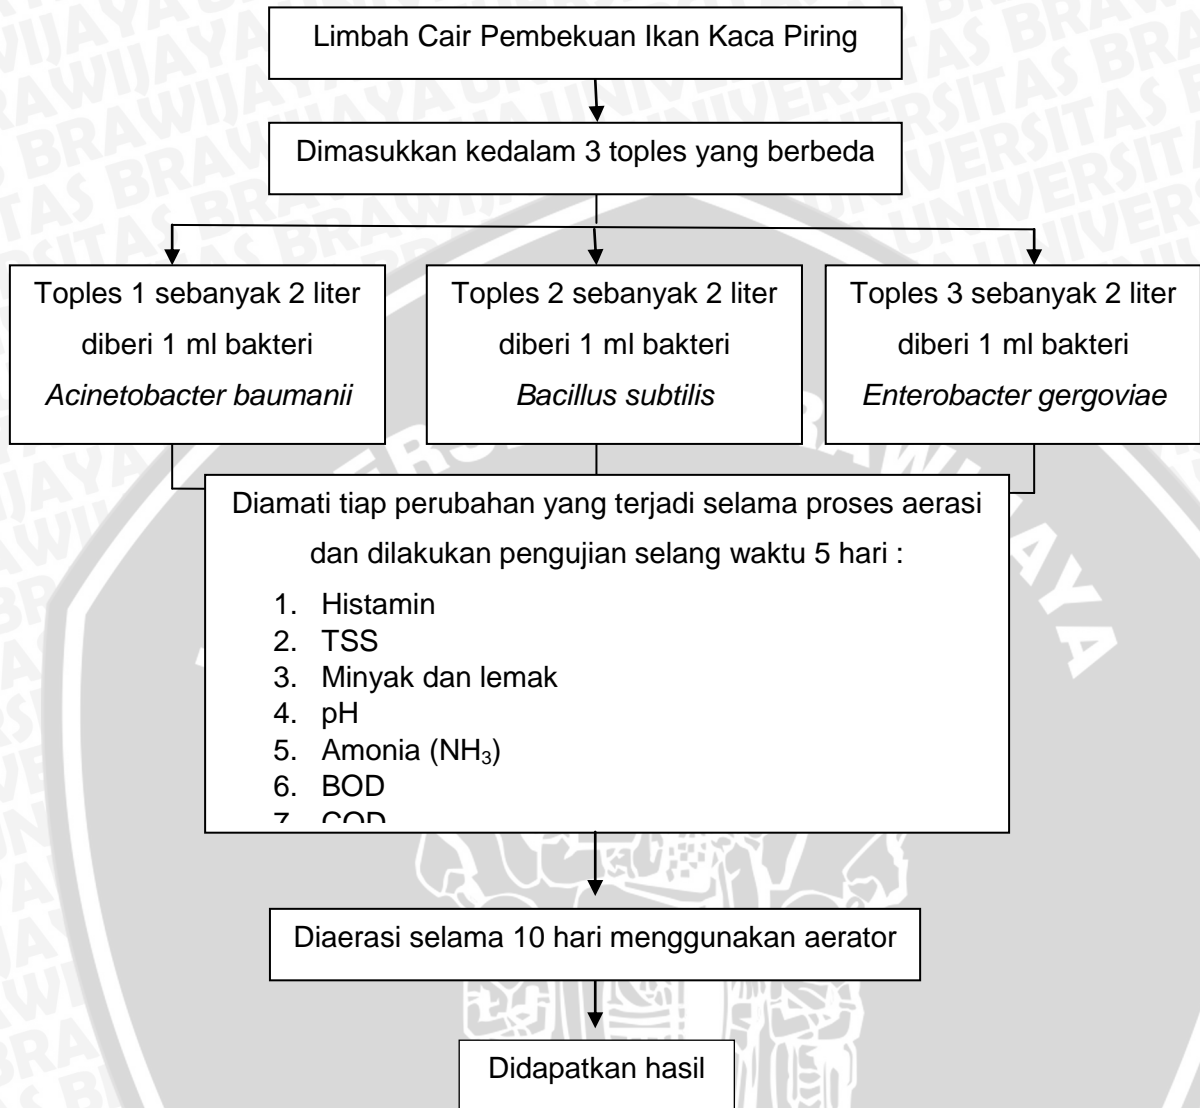 Limbah Cair Pembekuan Ikan Kaca Piring
Dimasukkan kedalam 3 toples yang berbeda
Toples 1 sebanyak 2 liter
diberi 1 ml bakteri
Acinetobacter baumanii
Toples 2 sebanyak 2 liter
diberi 1 ml bakteri
Bacillus subtilis
Toples 3 sebanyak 2 liter
diberi 1 ml bakteri
Enterobacter gergoviae
Diamati tiap perubahan yang terjadi selama proses aerasi
dan dilakukan pengujian selang waktu 5 hari :
1. Histamin
2. TSS
3. Minyak dan lemak
4. pH
5. Amonia (NH₃)
6. BOD
7. COD
Diaerasi selama 10 hari menggunakan aerator
Didapatkan hasil